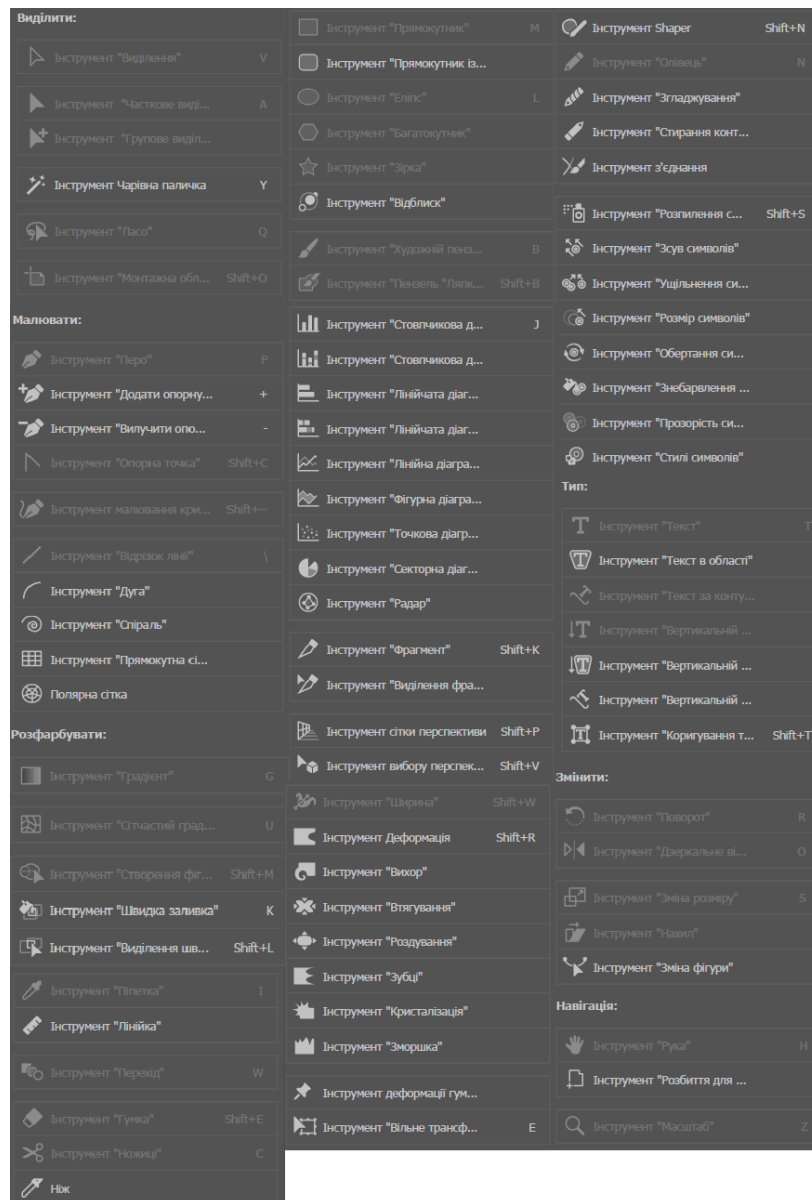 Виділити:
Інструмент "Виділення" V
Інструмент "Часткове виді... A
Інструмент "Групове виділ...
Інструмент Чарівна паличка Y
Інструмент "Ласо" Q
Інструмент "Монтажна обл... Shift+O
Малювати:
Інструмент "Перо" P
Інструмент "Додати опорну... +
Інструмент "Вилучити опо... -
Інструмент "Опорна точка" Shift+C
Інструмент малювання кри... Shift+~
Інструмент "Відрізок лінії" \
Інструмент "Дуга"
Інструмент "Спіраль"
Інструмент "Прямокутна сі...
Полярна сітка
Розфарбувати:
Інструмент "Градієнт" G
Інструмент "Сітчастий град... U
Інструмент "Створення фіг... Shift+M
Інструмент "Швидка заливка" K
Інструмент "Виділення шв... Shift+L
Інструмент "Піпетка" I
Інструмент "Лінійка"
Інструмент "Перехід" W
Інструмент "Гумка" Shift+E
Інструмент "Ножиці" C
Ніж
Інструмент "Прямокутник" M
Інструмент "Прямокутник із...
Інструмент "Еліпс" L
Інструмент "Багатокутник"
Інструмент "Зірка"
Інструмент "Відблиск"
Інструмент "Художній пенз... B
Інструмент "Пензель "Ляпк... Shift+B
Інструмент "Стовпчикова д... J
Інструмент "Стовпчикова д...
Інструмент "Лінійчата діаг...
Інструмент "Лінійчата діаг...
Інструмент "Лінійна діагра...
Інструмент "Фігурна діагра...
Інструмент "Точкова діагр...
Інструмент "Секторна діаг...
Інструмент "Радар"
Інструмент "Фрагмент" Shift+K
Інструмент "Виділення фра...
Інструмент сітки перспективи Shift+P
Інструмент вибору перспек... Shift+V
Інструмент "Ширина" Shift+W
Інструмент Деформація Shift+R
Інструмент "Вихор"
Інструмент "Втягування"
Інструмент "Роздування"
Інструмент "Зубці"
Інструмент "Кристалізація"
Інструмент "Зморшка"
Інструмент деформації гум...
Інструмент "Вільне трансф... E
Інструмент Shaper Shift+N
Інструмент "Олівець" N
Інструмент "Згладжування"
Інструмент "Стирання конт...
Інструмент з'єднання
Інструмент "Розпилення с... Shift+S
Інструмент "Зсув символів"
Інструмент "Ущільнення си...
Інструмент "Розмір символів"
Інструмент "Обертання си...
Інструмент "Знебарвлення ...
Інструмент "Прозорість си...
Інструмент "Стилі символів"
Тип:
Інструмент "Текст" T
Інструмент "Текст в області"
Інструмент "Текст за конту...
Інструмент "Вертикальний ...
Інструмент "Вертикальній ...
Інструмент "Вертикальній ...
Інструмент "Коригування т... Shift+T
Змінити:
Інструмент "Поворот" R
Інструмент "Дзеркальне ві... O
Інструмент "Зміна розміру" S
Інструмент "Нахил"
Інструмент "Зміна фігури"
Навігація:
Інструмент "Рука" H
Інструмент "Розбиття для ...
Інструмент "Масштаб" Z